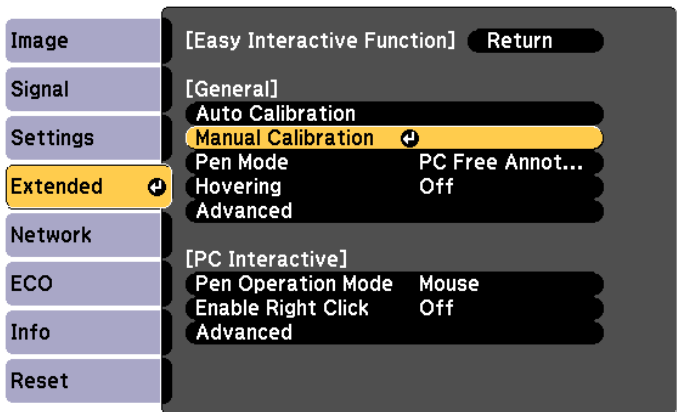 Image
Signal
Settings
Extended
Network
ECO
Info
Reset
[Easy Interactive Function] Return
[General]
Auto Calibration
Manual Calibration
Pen Mode PC Free Annot...
Hovering Off
Advanced
[PC Interactive]
Pen Operation Mode Mouse
Enable Right Click Off
Advanced